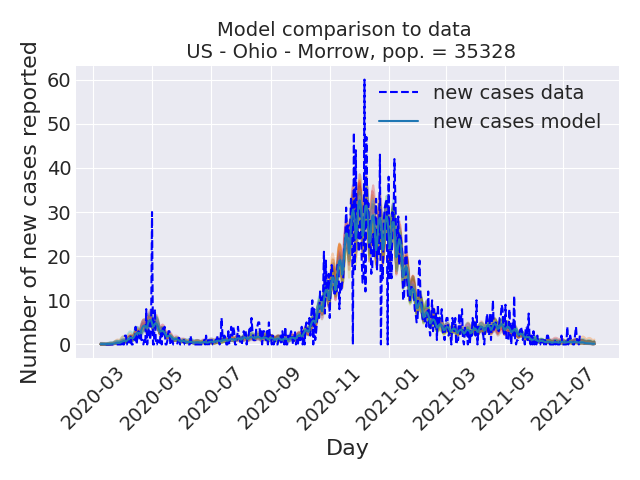 Model comparison to data
US - Ohio - Morrow, pop. = 35328
Number of new cases reported
60
50
40
30
20
10
0
new cases data
new cases model
2020-03
2020-05
2020-07
2020-09
2020-11
2021-01
2021-03
2021-05
2021-07
Day